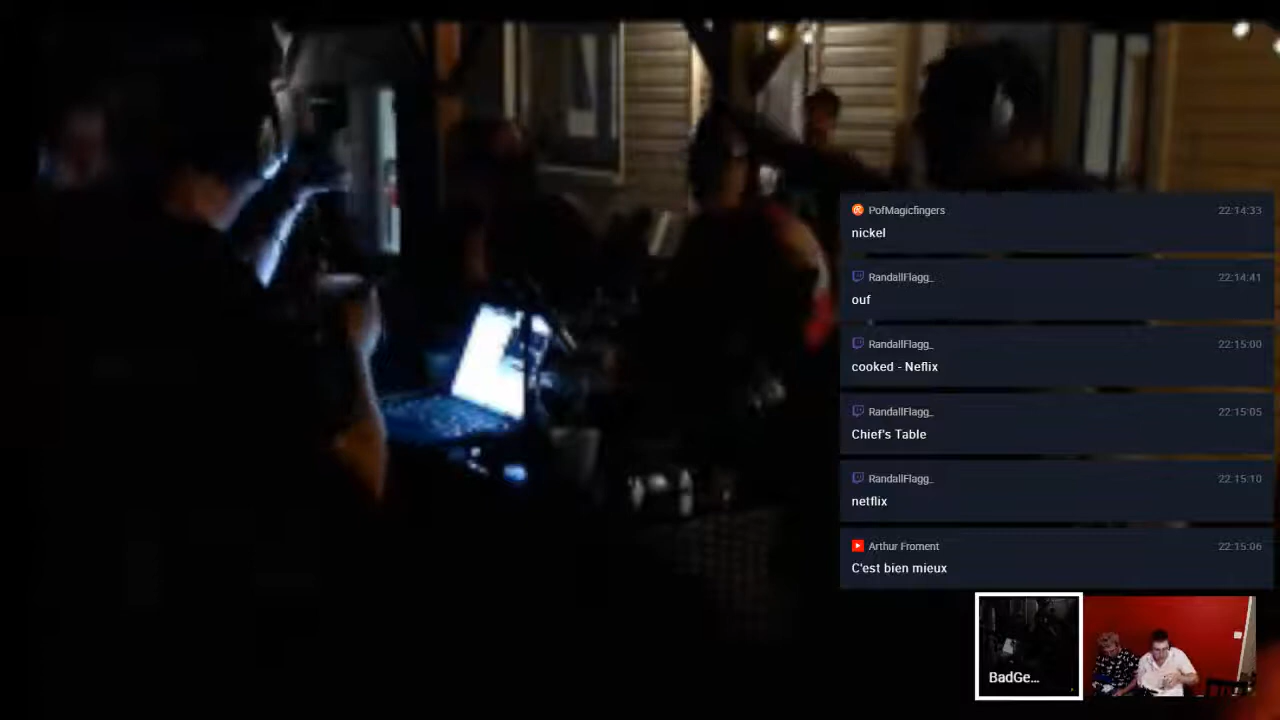 PofMagicfingers 22:14:33
nickel
RandallFlagg_ 22:14:41
ouf
RandallFlagg_ 22:15:00
cooked - Neflix
RandallFlagg_ 22:15:05
Chief's Table
RandallFlagg_ 22:15:10
netflix
Arthur Froment 22:15:06
C'est bien mieux
BadGe...